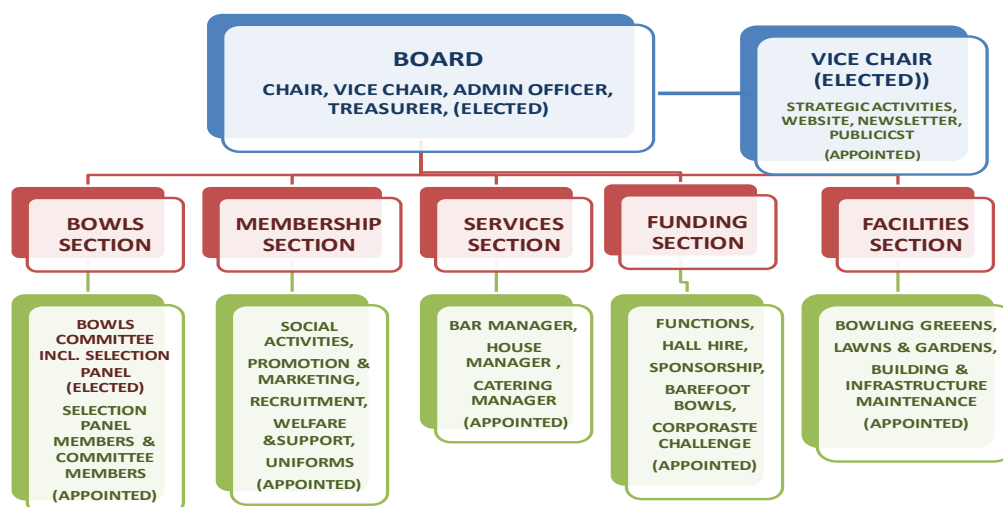 BOARD
CHAIR, VICE CHAIR, ADMIN OFFICER,
TREASURER, (ELECTED)
VICE CHAIR
(ELECTED))
STRATEGIC ACTIVITIES,
WEBSITE, NEWSLETTER,
PUBLICICST
(APPOINTED)
BOWLS
SECTION
MEMBERSHIP
SECTION
SERVICES
SECTION
FUNDING
SECTION
FACILITIES
SECTION
BOWLS
COMMITTEE
INCL. SELECTION
PANEL
(ELECTED)
SELECTION
PANEL
MEMBERS &
COMMITTEE
MEMBERS
(APPOINTED)
SOCIAL
ACTIVITIES,
PROMOTION &
MARKETING,
RECRUITMENT,
WELFARE
&SUPPORT,
UNIFORMS
(APPOINTED)
BAR MANAGER,
HOUSE
MANAGER ,
CATERING
MANAGER
(APPOINTED)
FUNCTIONS,
HALL HIRE,
SPONSORSHIP,
BAREFOOT
BOWLS,
CORPORASTE
CHALLENGE
(APPOINTED)
BOWLING GREEENS,
LAWNS & GARDENS,
BUILDING &
INFRASTRUCTURE
MAINTENANCE
(APPOINTED)